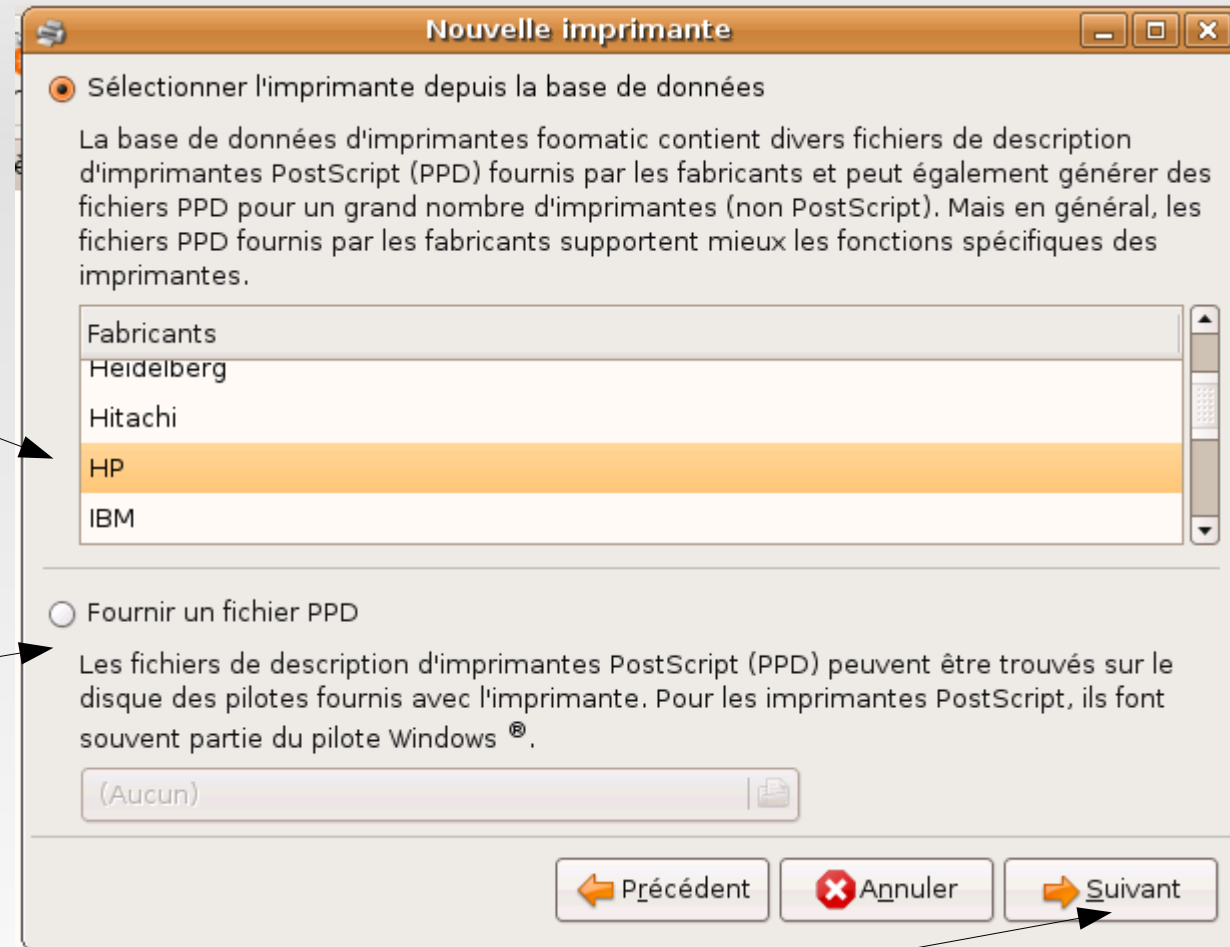 Nouvelle imprimante
Sélectionner l'imprimante depuis la base de données
La base de données d'imprimantes foomatic contient divers fichiers de description
d'imprimantes PostScript (PPD) fournis par les fabricants et peut également générer des
fichiers PPD pour un grand nombre d'imprimantes (non PostScript). Mais en général, les
fichiers PPD fournis par les fabricants supportent mieux les fonctions spécifiques des
imprimantes.
Fabricants
Heidelberg
Hitachi
HP
IBM
Fournir un fichier PPD
Les fichiers de description d'imprimantes PostScript (PPD) peuvent être trouvés sur le
disque des pilotes fournis avec l'imprimante. Pour les imprimantes PostScript, ils font
souvent partie du pilote Windows ®.
(Aucun)
Précédent
Annuler
Suivant